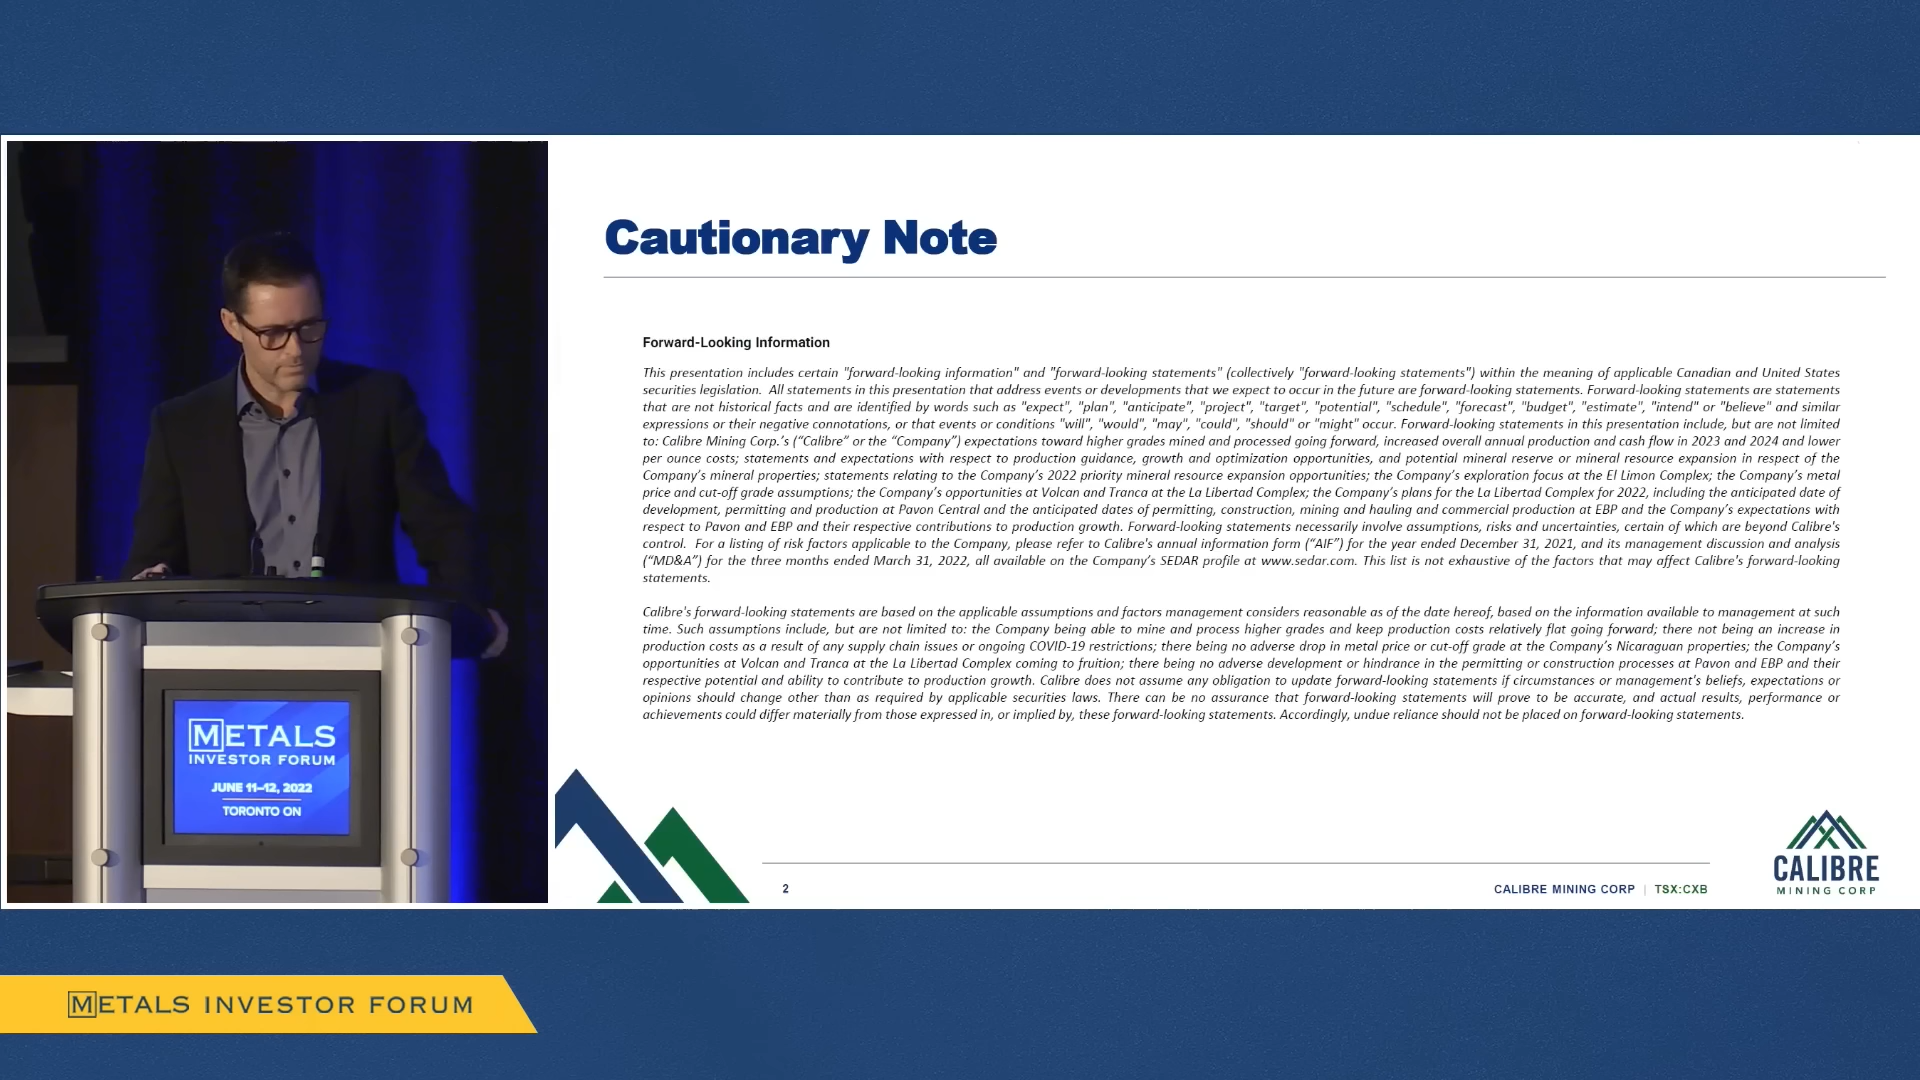 METALS
INVESTOR FORUM
JUNE 11–12, 2022
TORONTO ON
Cautionary Note
Forward-Looking Information
This presentation includes certain "forward-looking information" and "forward-looking statements" (collectively "forward-looking statements") within the meaning of applicable Canadian and United States
securities legislation. All statements in this presentation that address events or developments that we expect to occur in the future are forward-looking statements. Forward-looking statements are statements
that are not historical facts and are identified by words such as "expect", "plan", "anticipate", "project", "target", "potential", "schedule", "forecast", "budget", "estimate", "intend" or "believe" and similar
expressions or their negative connotations, or that events or conditions "will", "would", "may", "could", "should" or "might" occur. Forward-looking statements in this presentation include, but are not limited
to: Calibre Mining Corp.’s (“Calibre” or the “Company”) expectations toward higher grades mined and processed going forward, increased overall annual production and cash flow in 2023 and 2024 and lower
per ounce costs; statements and expectations with respect to production guidance, growth and optimization opportunities, and potential mineral reserve or mineral resource expansion in respect of the
Company’s mineral properties; statements relating to the Company’s 2022 priority mineral resource expansion opportunities; the Company’s exploration focus at the El Limon Complex; the Company’s metal
price and cut-off grade assumptions; the Company’s opportunities at Volcan and Tranca at the La Libertad Complex; the Company’s plans for the La Libertad Complex for 2022, including the anticipated date of
development, permitting and production at Pavon Central and the anticipated dates of permitting, construction, mining and hauling and commercial production at EBP and the Company’s expectations with
respect to Pavon and EBP and their respective contributions to production growth. Forward-looking statements necessarily involve assumptions, risks and uncertainties, certain of which are beyond Calibre's
control. For a listing of risk factors applicable to the Company, please refer to Calibre's annual information form (“AIF”) for the year ended December 31, 2021, and its management discussion and analysis
(“MD&A”) for the three months ended March 31, 2022, all available on the Company’s SEDAR profile at www.sedar.com. This list is not exhaustive of the factors that may affect Calibre's forward-looking
statements.
Calibre's forward-looking statements are based on the applicable assumptions and factors management considers reasonable as of the date hereof, based on the information available to management at such
time. Such assumptions include, but are not limited to: the Company being able to mine and process higher grades and keep production costs relatively flat going forward; there not being an increase in
production costs as a result of any supply chain issues or ongoing COVID-19 restrictions; there being no adverse drop in metal price or cut-off grade at the Company’s Nicaraguan properties; the Company’s
opportunities at Volcan and Tranca at the La Libertad Complex coming to fruition; there being no adverse development or hindrance in the permitting or construction processes at Pavon and EBP and their
respective potential and ability to contribute to production growth. Calibre does not assume any obligation to update forward-looking statements if circumstances or management's beliefs, expectations or
opinions should change other than as required by applicable securities laws. There can be no assurance that forward-looking statements will prove to be accurate, and actual results, performance or
achievements could differ materially from those expressed in, or implied by, these forward-looking statements. Accordingly, undue reliance should not be placed on forward-looking statements.
2
CALIBRE MINING CORP | TSX:CXB
CALIBRE
MINING CORP
METALS INVESTOR FORUM